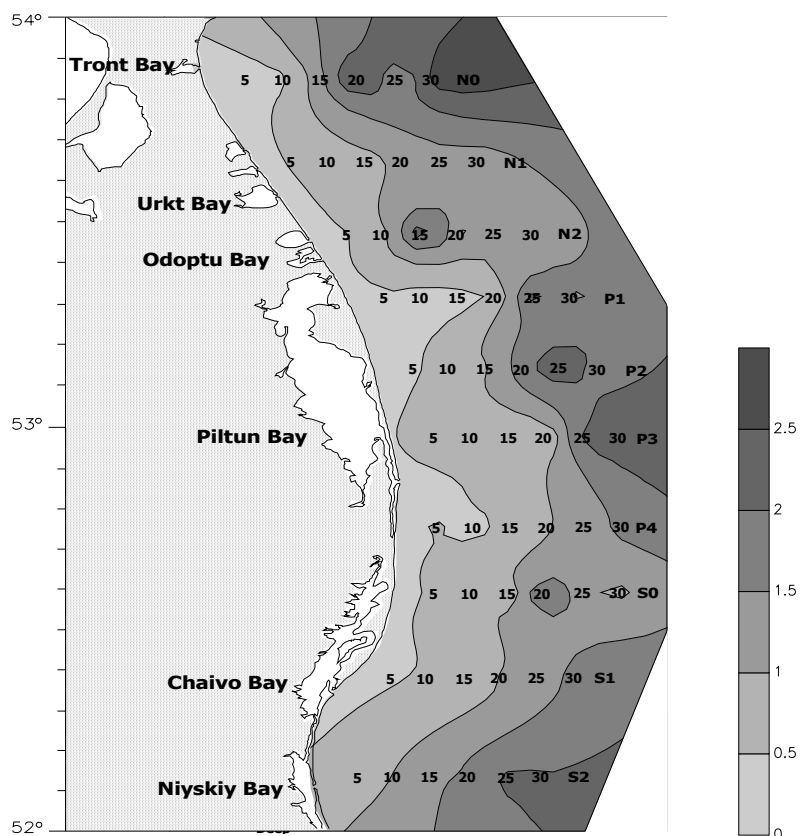 54°
Tront Bay
5 10 15 20 25 30 N0
5 10 15 20 25 30 N1
Urkt Bay
5 10 15 20 25 30 N2
Odoptu Bay
5 10 15 20 25 30 P1
5 10 15 20 25 30 P2
2.5
53°
Piltun Bay
5 10 15 20 25 30 P3
2
5 10 15 20 25 30 P4
1.5
5 10 15 20 25 30 S0
Chaivo Bay
5 10 15 20 25 30 S1
1
0.5
Niyskiy Bay
5 10 15 20 25 30 S2
52°
0